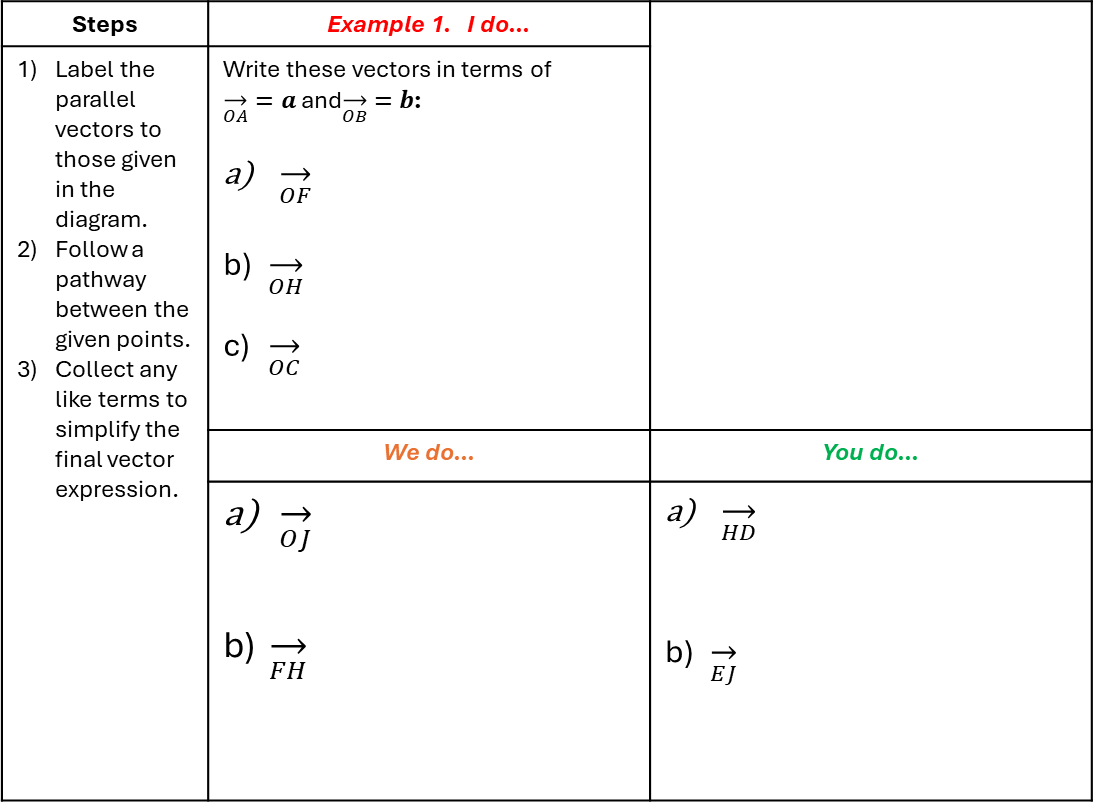 Steps
1) Label the
parallel
vectors to
those given
in the
diagram.
2) Follow a
pathway
between the
given points.
3) Collect any
like terms to
simplify the
final vector
expression.
Example 1. I do...
Write these vectors in terms of
→ = a and → = b:
OA OB
a) →
OF
b) →
OH
c) →
OC
We do...
a) →
OJ
b) →
FH
You do...
a) →
HD
b) →
EJ